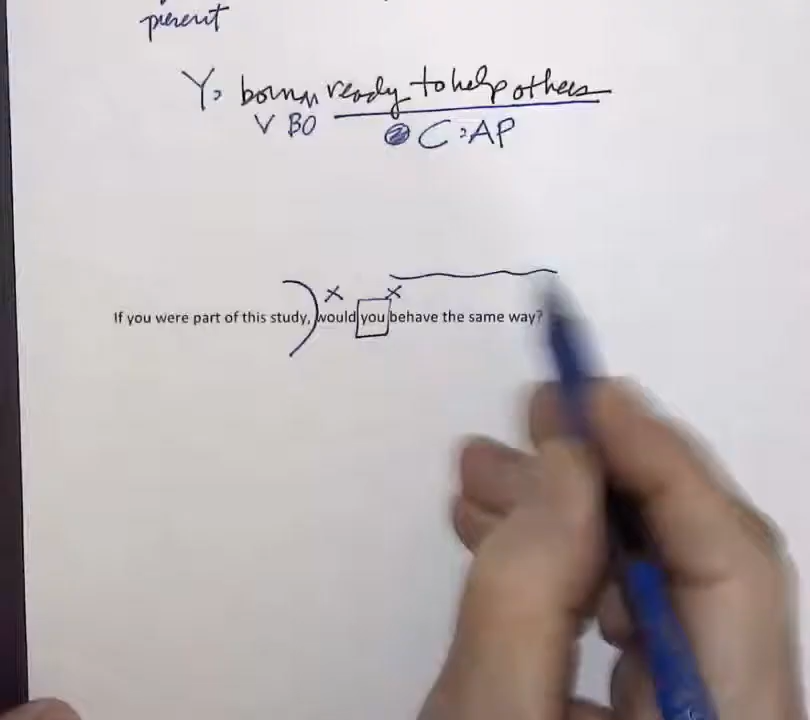 present
Y> born ready to help others
V BO C:AP
x x
If you were part of this study, would you behave the same way?